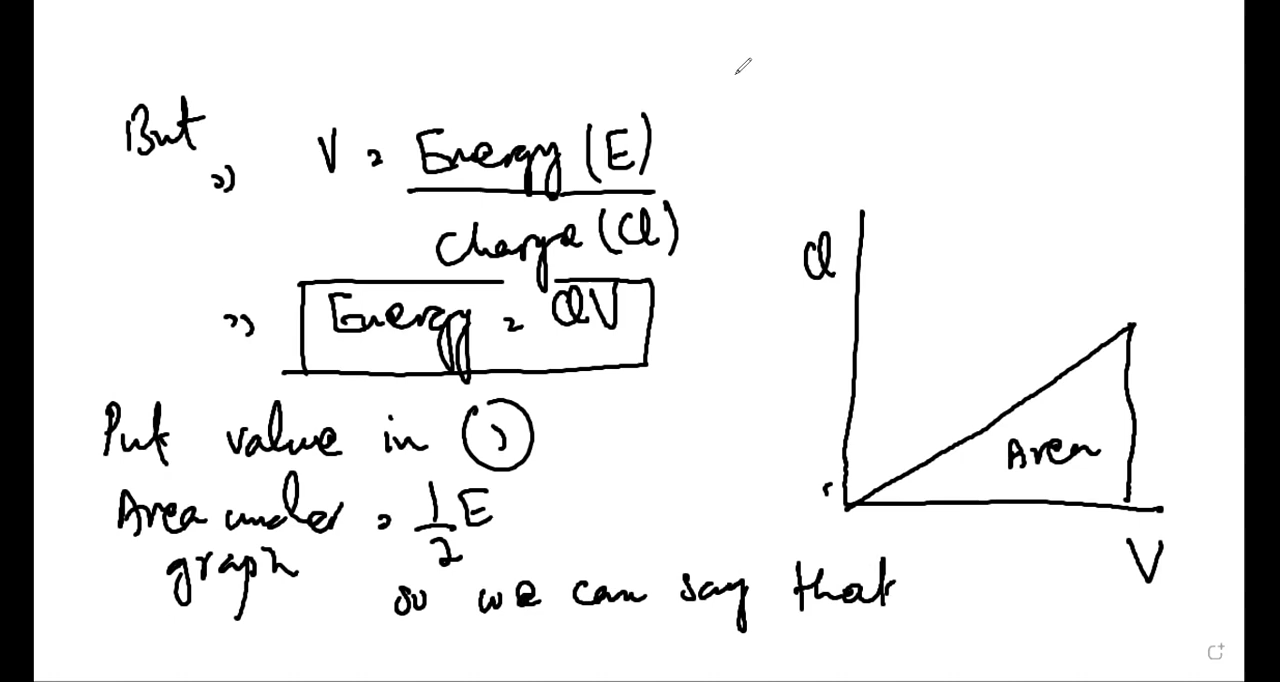 But
=> V = Energy (E)
Charge (Q)
=> Energy = QV
Put value in ①
Area under = 1/2 E
graph
so we can say that
Q
Area
V